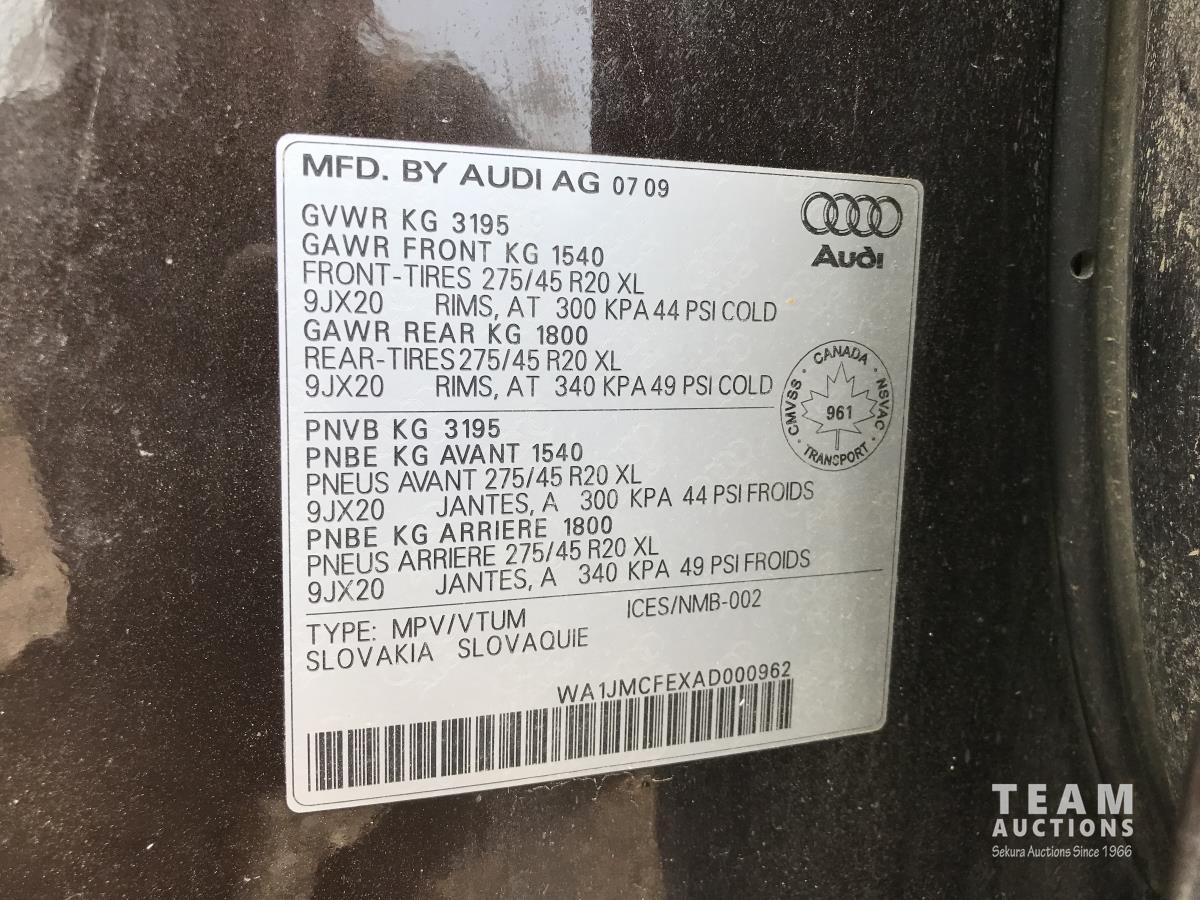 MFD. BY AUDI AG 07 09
Audi
GVWR KG 3195
GAWR FRONT KG 1540
FRONT-TIRES 275/45 R20 XL
9JX20 RIMS, AT 300 KPA 44 PSI COLD
GAWR REAR KG 1800
REAR-TIRES 275/45 R20 XL
9JX20 RIMS, AT 340 KPA 49 PSI COLD
CANADA
CMVSS
NSVAC
961
TRANSPORT
PNVB KG 3195
PNBE KG AVANT 1540
PNEUS AVANT 275/45 R20 XL
9JX20 JANTES, A 300 KPA 44 PSI FROIDS
PNBE KG ARRIERE 1800
PNEUS ARRIERE 275/45 R20 XL
9JX20 JANTES, A 340 KPA 49 PSI FROIDS
TYPE: MPV/VTUM ICES/NMB-002
SLOVAKIA SLOVAQUIE
WA1JMCFEXAD000962
TEAM
AUCTIONS
Sekura Auctions Since 1966